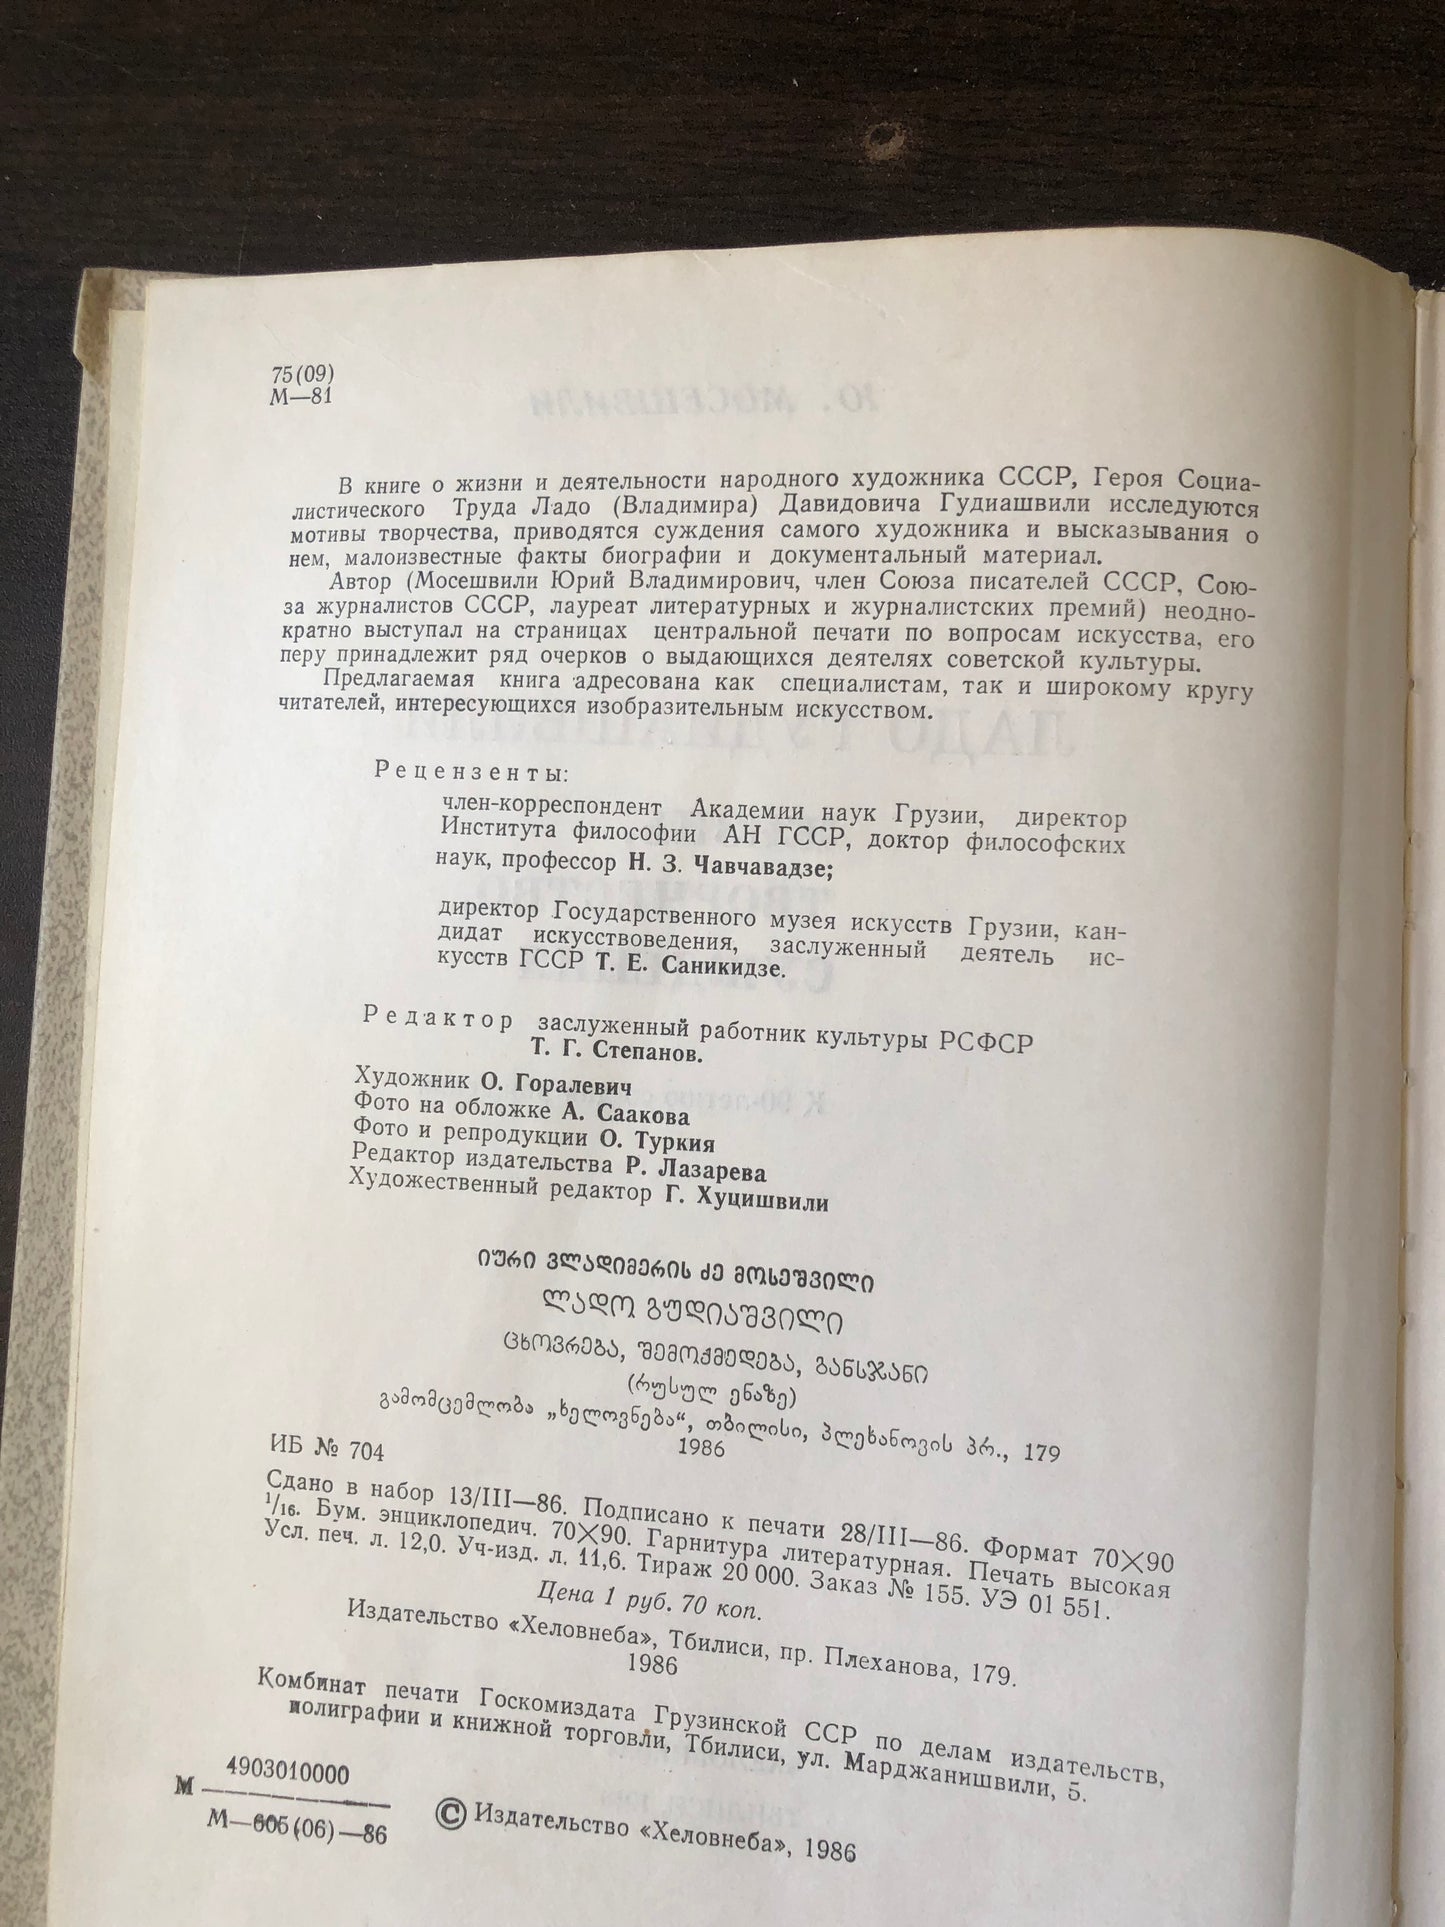 75(09)
М—81
В книге о жизни и деятельности народного художника СССР, Героя Социа-
листического Труда Ладо (Владимира) Давидовича Гудиашвили исследуются
мотивы творчества, приводятся суждения самого художника и высказывания о
нем, малоизвестные факты биографии и документальный материал.
Автор (Мосешвили Юрий Владимирович, член Союза писателей СССР, Сою-
за журналистов СССР, лауреат литературных и журналистских премий) неодно-
кратно выступал на страницах центральной печати по вопросам искусства, его
перу принадлежит ряд очерков о выдающихся деятелях советской культуры.
Предлагаемая книга адресована как специалистам, так и широкому кругу
читателей, интересующихся изобразительным искусством.
Рецензенты:
член-корреспондент Академии наук Грузии, директор
Института философии АН ГССР, доктор философских
наук, профессор Н. З. Чавчавадзе;
директор Государственного музея искусств Грузии, кан-
дидат искусствоведения, заслуженный деятель ис-
кусств ГССР Т. Е. Саникидзе.
Редактор заслуженный работник культуры РСФСР
Т. Г. Степанов.
Художник О. Горалевич
Фото на обложке А. Саакова
Фото и репродукции О. Туркия
Редактор издательства Р. Лазарева
Художественный редактор Г. Хуцишвили
იური ვლადიმერის ძე მოსეშვილი
ლადო გუდიაშვილი
ცხოვრება, შემოქმედება, განსჯანი
(რუსულ ენაზე)
გამომცემლობა „ხელოვნება“, თბილისი, პლეხანოვის პრ., 179
1986
ИБ № 704
Сдано в набор 13/III—86. Подписано к печати 28/III—86. Формат 70×90
1/16. Бум. энциклопедич. 70×90. Гарнитура литературная. Печать высокая
Усл. печ. л. 12,0. Уч-изд. л. 11,6. Тираж 20 000. Заказ № 155. УЭ 01 551.
Цена 1 руб. 70 коп.
Издательство «Хеловнеба», Тбилиси, пр. Плеханова, 179.
1986
Комбинат печати Госкомиздата Грузинской ССР по делам издательств,
полиграфии и книжной торговли, Тбилиси, ул. Марджанишвили, 5.
М 4903010000
М—605(06)—86
© Издательство «Хеловнеба», 1986